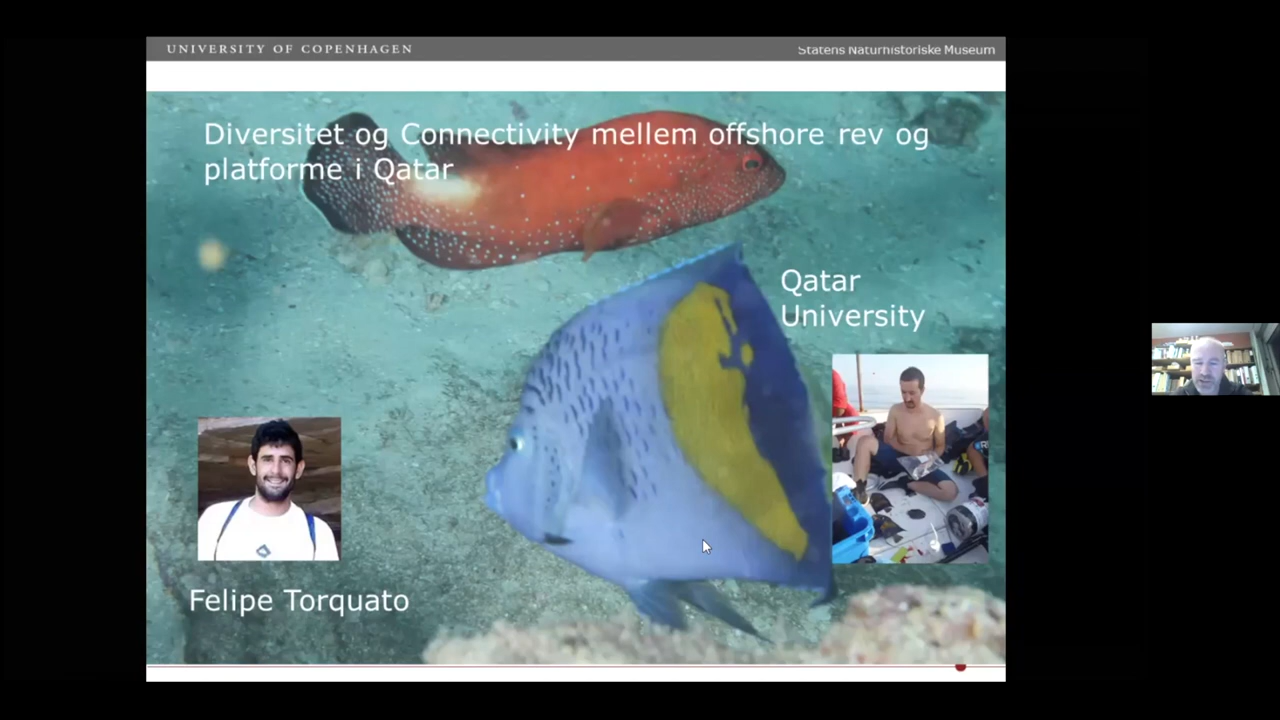 UNIVERSITY OF COPENHAGEN
Statens Naturhistoriske Museum
Diversitet og Connectivity mellem offshore rev og
platforme i Qatar
Qatar
University
Felipe Torquato